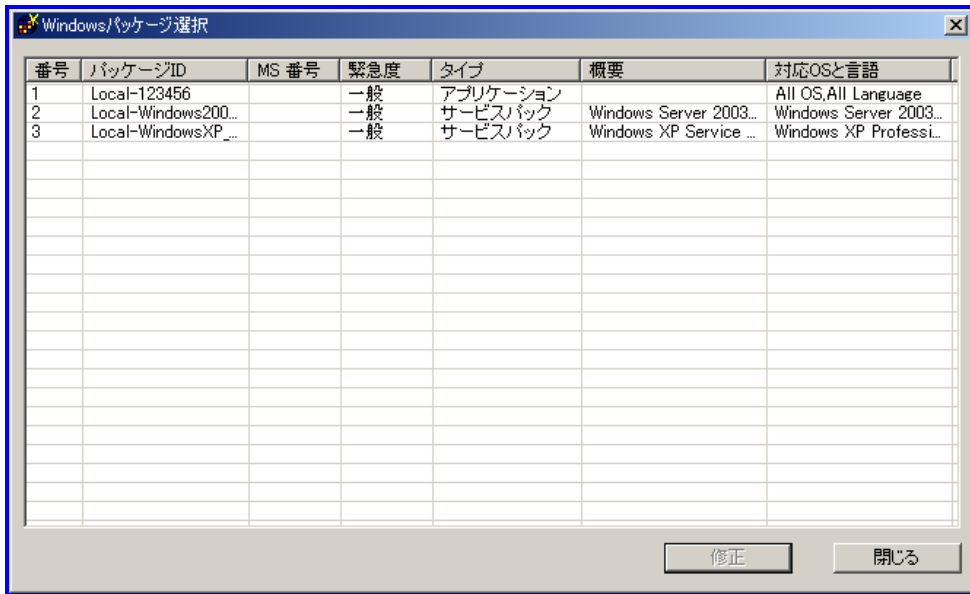 Windowsパッケージ選択
番号 パッケージID MS 番号 緊急度 タイプ 概要 対応OSと言語
1 Local-123456 一般 アプリケーション All OS,All Language
2 Local-Windows200... 一般 サービスパック Windows Server 2003... Windows Server 2003...
3 Local-WindowsXP_... 一般 サービスパック Windows XP Service ... Windows XP Professi...
修正 閉じる